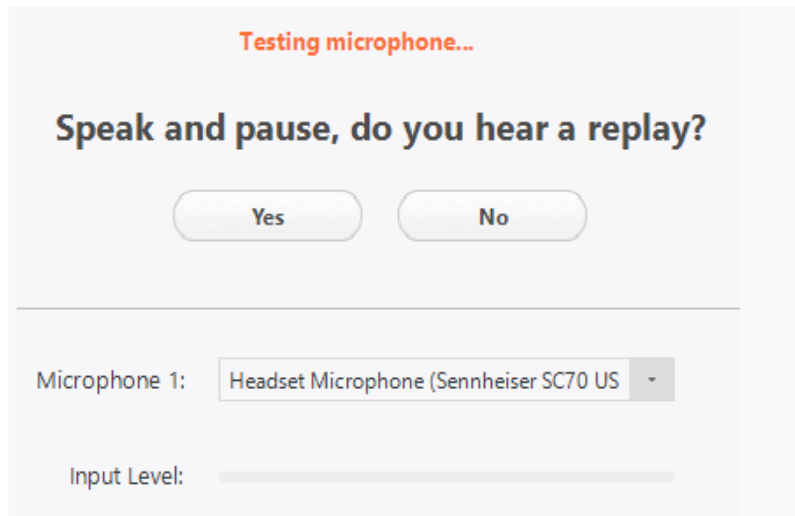 Testing microphone...
Speak and pause, do you hear a replay?
Yes No
Microphone 1: Headset Microphone (Sennheiser SC70 US
Input Level: